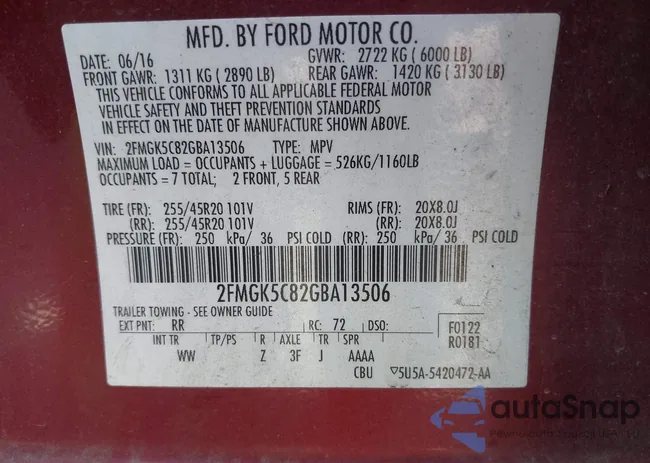 MFD. BY FORD MOTOR CO.
DATE: 06/16 GVWR: 2722 KG ( 6000 LB)
FRONT GAWR: 1311 KG ( 2890 LB) REAR GAWR: 1420 KG ( 3130 LB)
THIS VEHICLE CONFORMS TO ALL APPLICABLE FEDERAL MOTOR
VEHICLE SAFETY AND THEFT PREVENTION STANDARDS
IN EFFECT ON THE DATE OF MANUFACTURE SHOWN ABOVE.
VIN: 2FMGK5C82GBA13506 TYPE: MPV
MAXIMUM LOAD = OCCUPANTS + LUGGAGE = 526KG/1160LB
OCCUPANTS = 7 TOTAL; 2 FRONT, 5 REAR
TIRE (FR): 255/45R20 101V RIMS (FR): 20X8.0J
(RR): 255/45R20 101V (RR): 20X8.0J
PRESSURE (FR): 250 kPa/ 36 PSI COLD (RR): 250 kPa/ 36 PSI COLD
2FMGK5C82GBA13506
TRAILER TOWING - SEE OWNER GUIDE
EXT PNT: RR RC: 72 DSO: F0122
R0181
INT TR TP/PS R AXLE TR SPR
WW Z 3F J AAAA
CBU ▽5U5A-5420472-AA
autoSnap